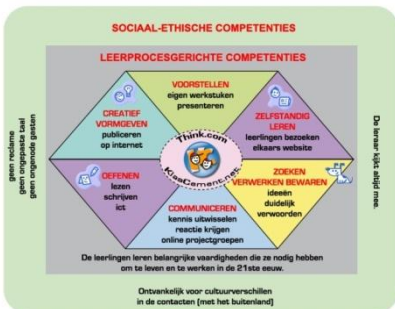 SOCIAAL-ETHISCHE COMPETENTIES
LEERPROCESGERICHTE COMPETENTIES
VOORSTELLEN
eigen werkstuken
presenteren
CREATIEF
VORMGEVEN
publiceren
op internet
ZELFSTANDIG
LEREN
leerlingen bezoeken
elkaars website
Think.com
KlasCement.net
OEFENEN
lezen
schrijven
ict
ZOEKEN
VERWERKEN BEWAREN
ideeën
duidelijk
verwoorden
COMMUNICEREN
kennis uitwisselen
reactie krijgen
online projectgroepen
De leerlingen leren belangrijke vaardigheden die ze nodig hebben
om te leven en te werken in de 21ste eeuw.
geen reclame
geen ongepaste taal
geen ongenode gasten
De leraar kijkt altijd mee.
Ontvankelijk voor cultuurverschillen
in de contacten (met het buitenland)